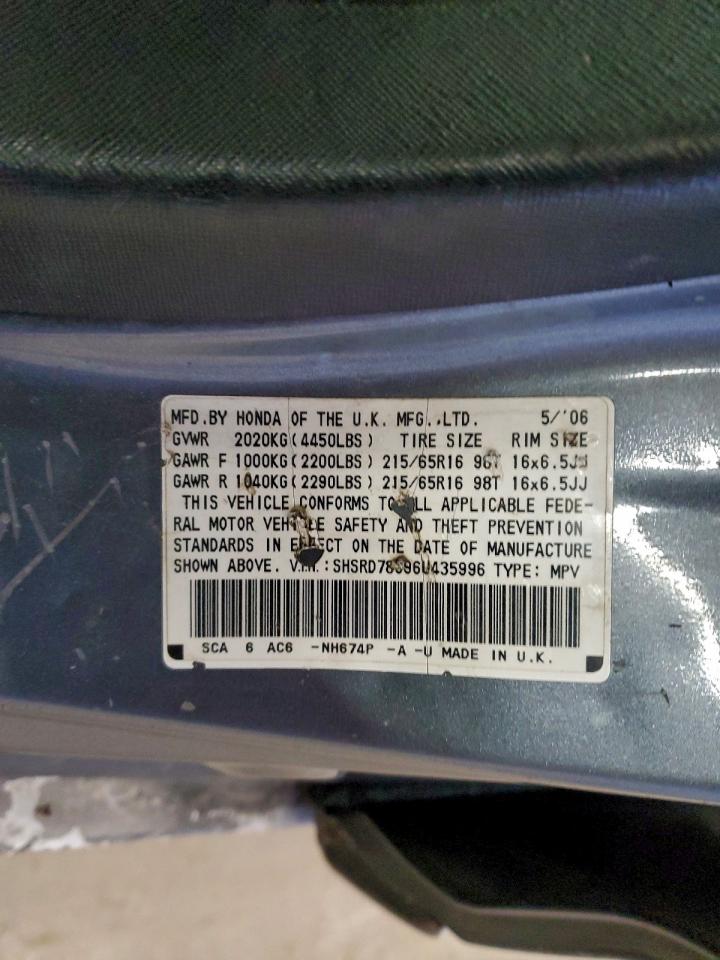 MFD.BY HONDA OF THE U.K. MFG.,LTD. 5/'06
GVWR 2020KG(4450LBS) TIRE SIZE RIM SIZE
GAWR F 1000KG(2200LBS) 215/65R16 98T 16x6.5JJ
GAWR R 1040KG(2290LBS) 215/65R16 98T 16x6.5JJ
THIS VEHICLE CONFORMS TO ALL APPLICABLE FEDE-
RAL MOTOR VEHICLE SAFETY AND THEFT PREVENTION
STANDARDS IN EFFECT ON THE DATE OF MANUFACTURE
SHOWN ABOVE. V.I.N.: TYPE: MPV
SCA 6 AC6 -NH674P -A -U MADE IN U.K.